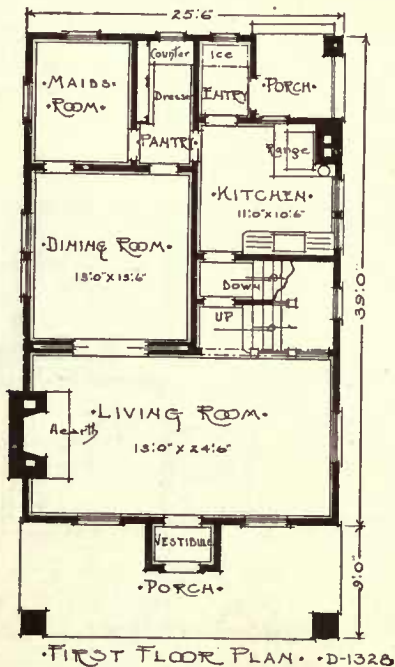 25:6
Counter
Ice
·MAIDS·
ROOM·
Dresser
ENTRY
·PORCH·
PANTRY
Range
·KITCHEN·
11:0"X10:6"
·DINING ROOM·
13:0"X13:6"
DOWN
UP
39:0"
·LIVING ROOM·
Hearth
13:0" X 24:6"
VESTIBULE
·PORCH·
9:0"
·FIRST FLOOR PLAN· ·D-1328